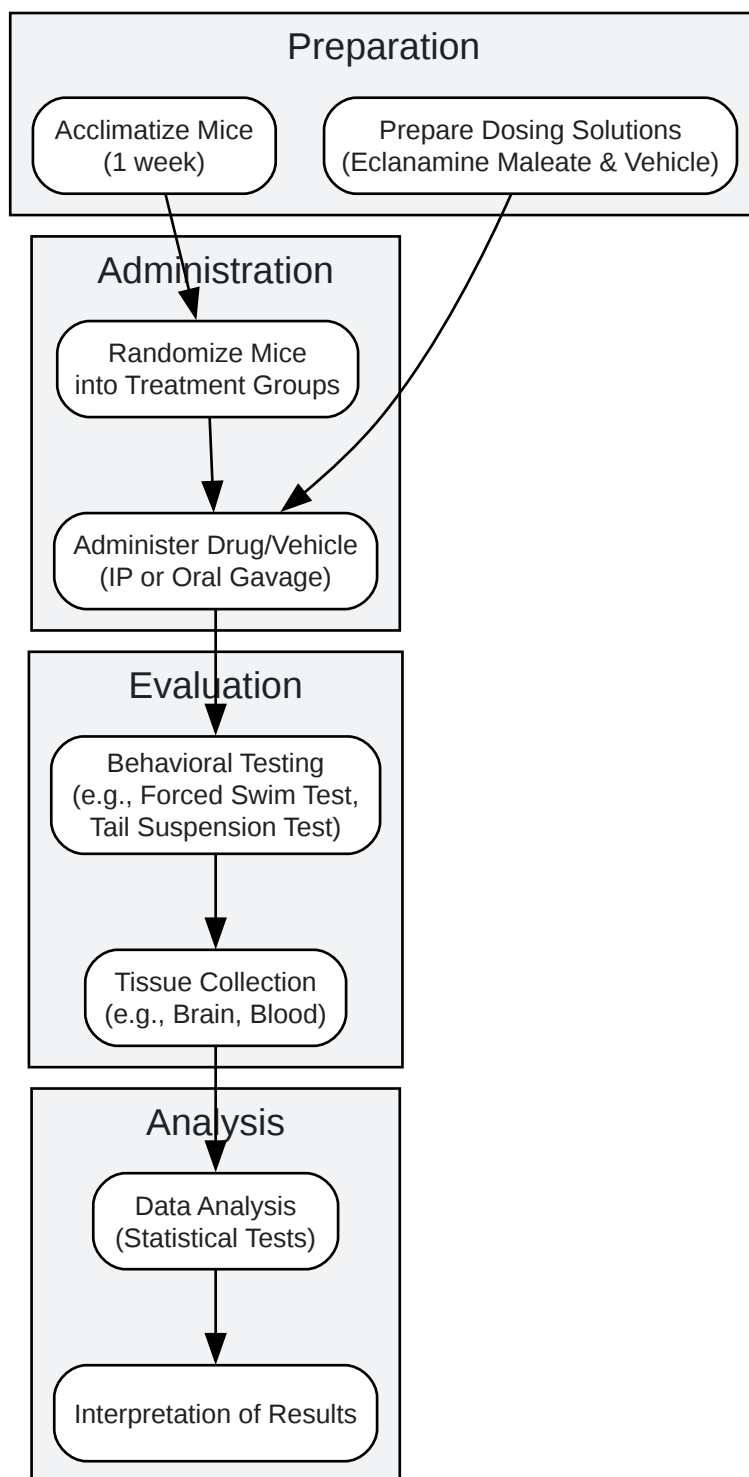 Preparation
Acclimatize Mice
(1 week)
Prepare Dosing Solutions
(Eclanamine Maleate & Vehicle)
Administration
Randomize Mice
into Treatment Groups
Administer Drug/Vehicle
(IP or Oral Gavage)
Evaluation
Behavioral Testing
(e.g., Forced Swim Test,
Tail Suspension Test)
Tissue Collection
(e.g., Brain, Blood)
Analysis
Data Analysis
(Statistical Tests)
Interpretation of Results